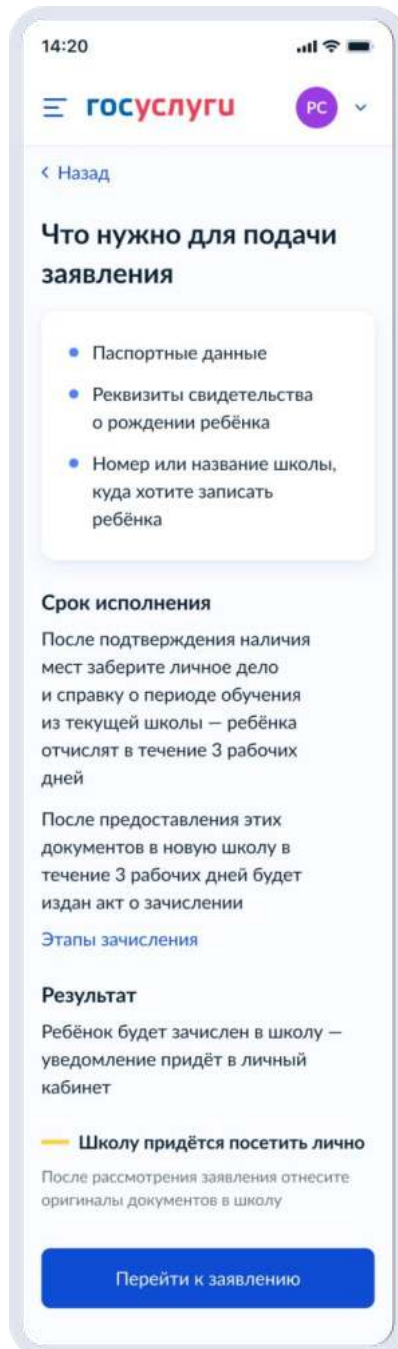 14:20
госуслуги
РС
Назад
Что нужно для подачи
заявления
Паспортные данные
Реквизиты свидетельства
о рождении ребёнка
Номер или название школы,
куда хотите записать
ребёнка
Срок исполнения
После подтверждения наличия
мест заберите личное дело
и справку о периоде обучения
из текущей школы — ребёнка
отчислят в течение 3 рабочих
дней
После предоставления этих
документов в новую школу в
течение 3 рабочих дней будет
издан акт о зачислении
Этапы зачисления
Результат
Ребёнок будет зачислен в школу —
уведомление придёт в личный
кабинет
Школу придётся посетить лично
После рассмотрения заявления отнесите
оригиналы документов в школу
Перейти к заявлению